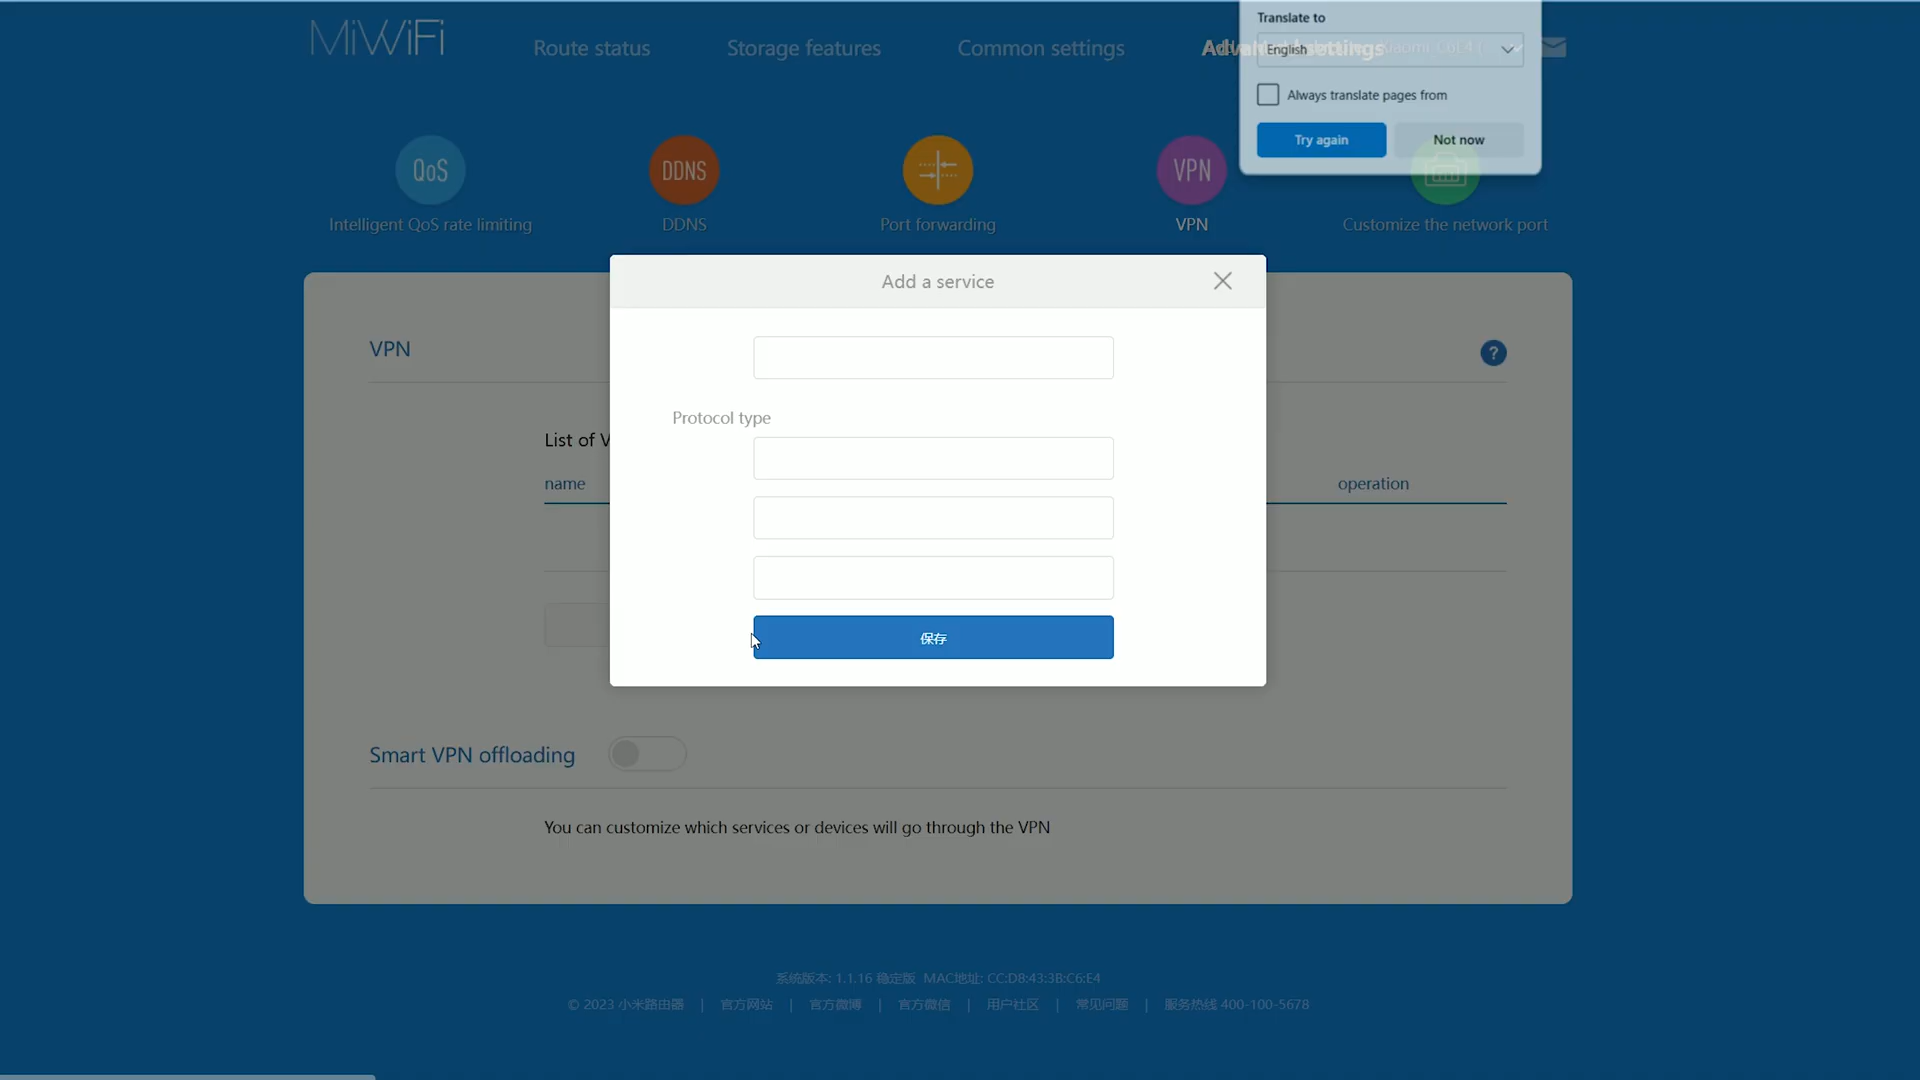 MiWiFi
Route status
Storage features
Common settings
Advanced settings
Translate to
English
Always translate pages from
Try again
Not now
QoS
DDNS
VPN
Intelligent QoS rate limiting
DDNS
Port forwarding
VPN
Customize the network port
Add a service
VPN
?
Protocol type
List of V
name
operation
保存
Smart VPN offloading
You can customize which services or devices will go through the VPN
系统版本: 1.1.16 稳定版 MAC地址: CC:D8:43:3B:C6:E4
© 2023 小米路由器 | 官方网站 | 官方微博 | 官方微信 | 用户社区 | 常见问题 | 服务热线 400-100-5678